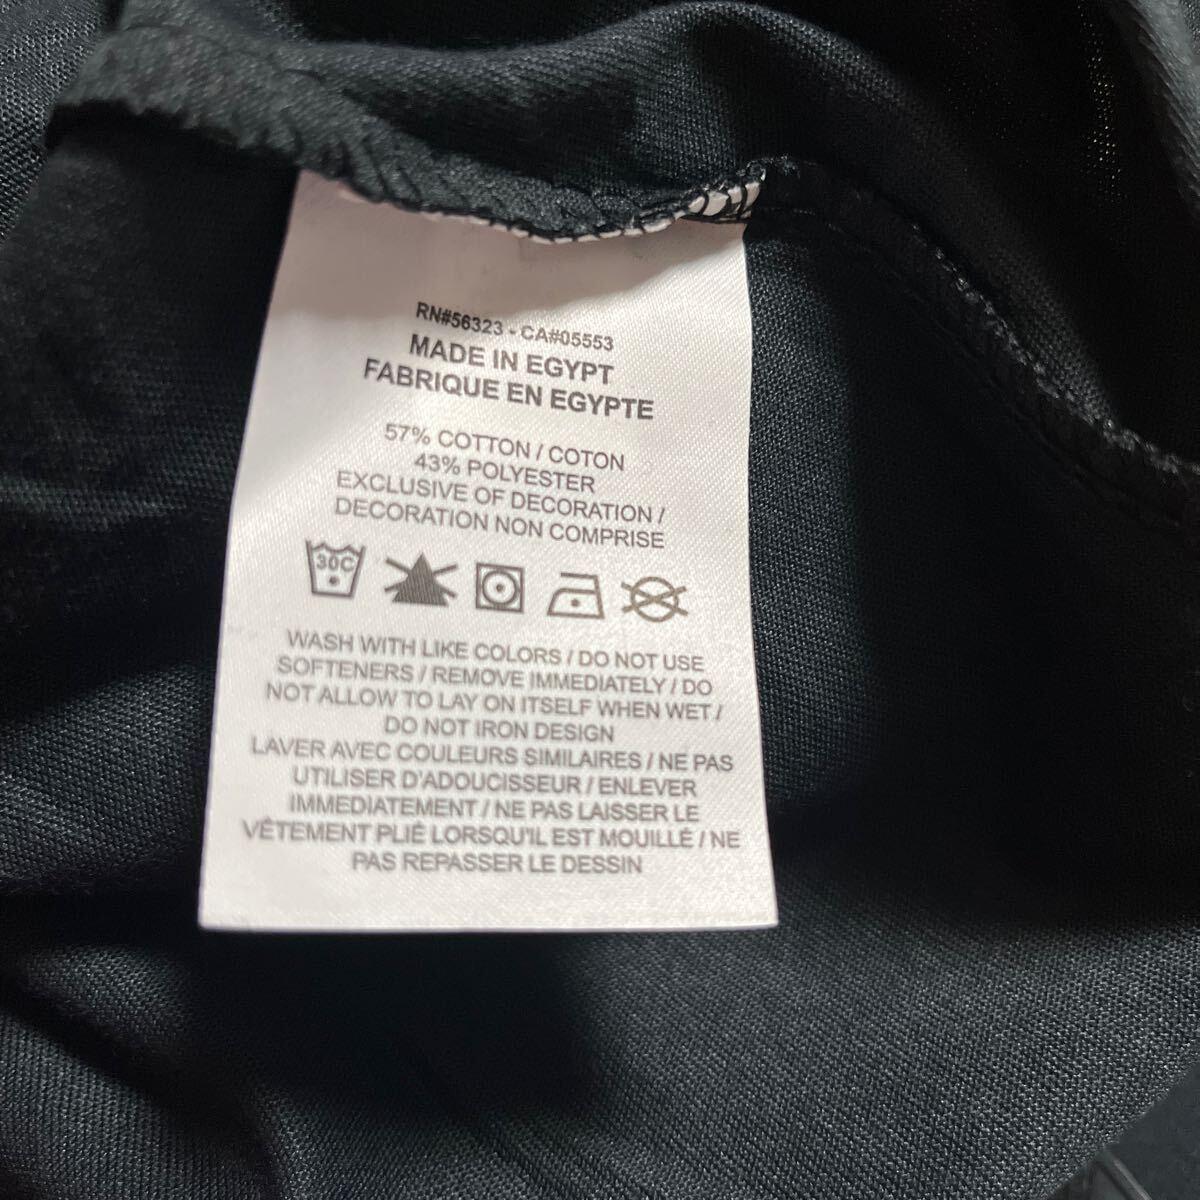 RN#56323 - CA#05553
MADE IN EGYPT
FABRIQUE EN EGYPTE
57% COTTON / COTON
43% POLYESTER
EXCLUSIVE OF DECORATION /
DECORATION NON COMPRISE
30C
WASH WITH LIKE COLORS / DO NOT USE
SOFTENERS / REMOVE IMMEDIATELY / DO
NOT ALLOW TO LAY ON ITSELF WHEN WET /
DO NOT IRON DESIGN
LAVER AVEC COULEURS SIMILAIRES / NE PAS
UTILISER D'ADOUCISSEUR / ENLEVER
IMMEDIATEMENT / NE PAS LAISSER LE
VÊTEMENT PLIÉ LORSQU'IL EST MOUILLÉ / NE
PAS REPASSER LE DESSIN